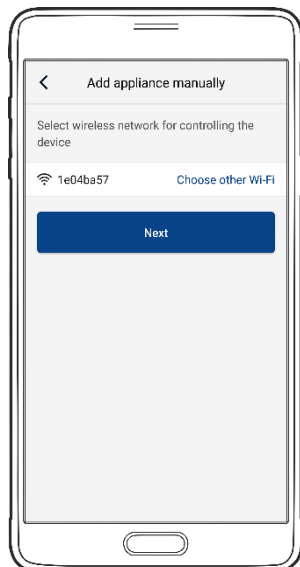 Add appliance manually
Select wireless network for controlling the
device
1e04ba57 Choose other Wi-Fi
Next